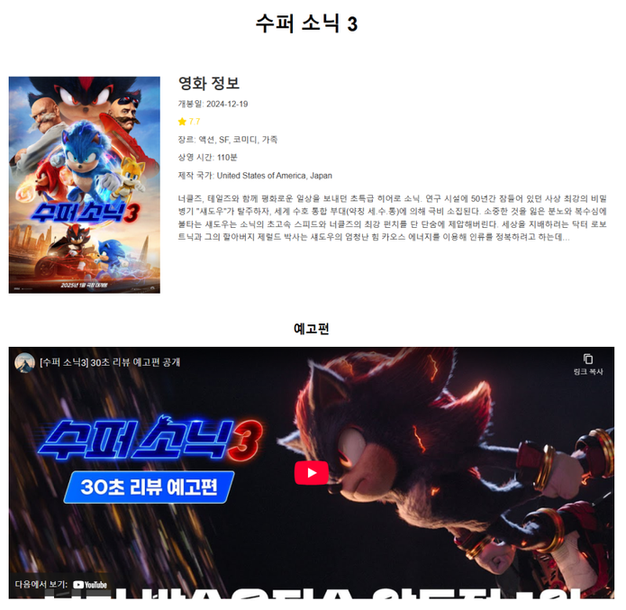 수퍼 소닉 3
영화 정보
개봉일: 2024-12-19
7.7
장르: 액션, SF, 코미디, 가족
상영 시간: 110분
제작 국가: United States of America, Japan
너클즈, 테일즈와 함께 평화로운 일상을 보내던 초특급 히어로 소닉. 연구 시설에 50년간 잠들어 있던 사상 최강의 비밀
병기 "섀도우"가 탈주하자, 세계 수호 통합 부대(약칭 세.수.통)에 의해 극비 소집된다. 소중한 것을 잃은 분노와 복수심에
불타는 섀도우는 소닉의 초고속 스피드와 너클즈의 최강 펀치를 단 단숨에 제압해버린다. 세상을 지배하려는 닥터 로보
트닉과 그의 할아버지 제럴드 박사는 섀도우의 엄청난 힘 카오스 에너지를 이용해 인류를 정복하려고 하는데…
수퍼 소닉3
2025년 1월 극장 대개봉
예고편
[수퍼 소닉3] 30초 리뷰 예고편 공개
링크 복사
수퍼 소닉3
30초 리뷰 예고편
다음에서 보기: YouTube